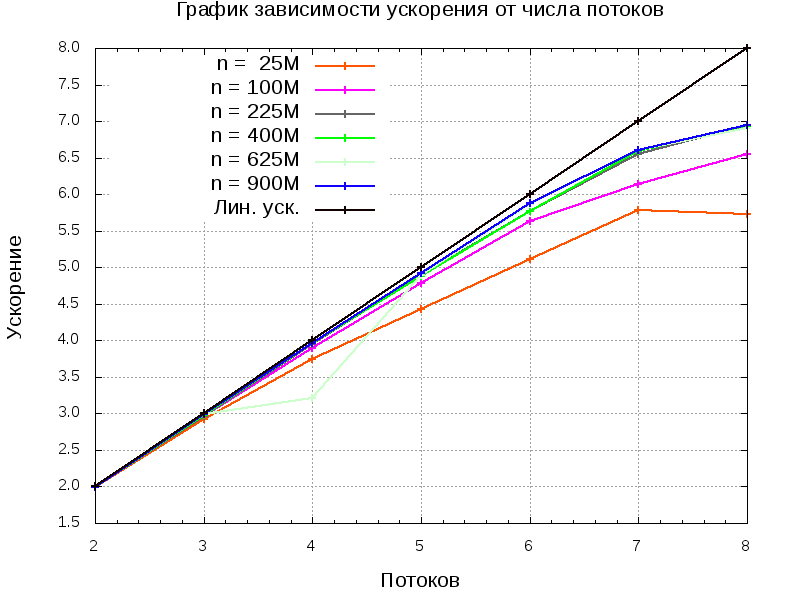 График зависимости ускорения от числа потоков
8.0
7.5
7.0
6.5
6.0
5.5
5.0
4.5
4.0
3.5
3.0
2.5
2.0
1.5
n = 25M
n = 100M
n = 225M
n = 400M
n = 625M
n = 900M
Лин. уск.
Ускорение
2 3 4 5 6 7 8
Потоков